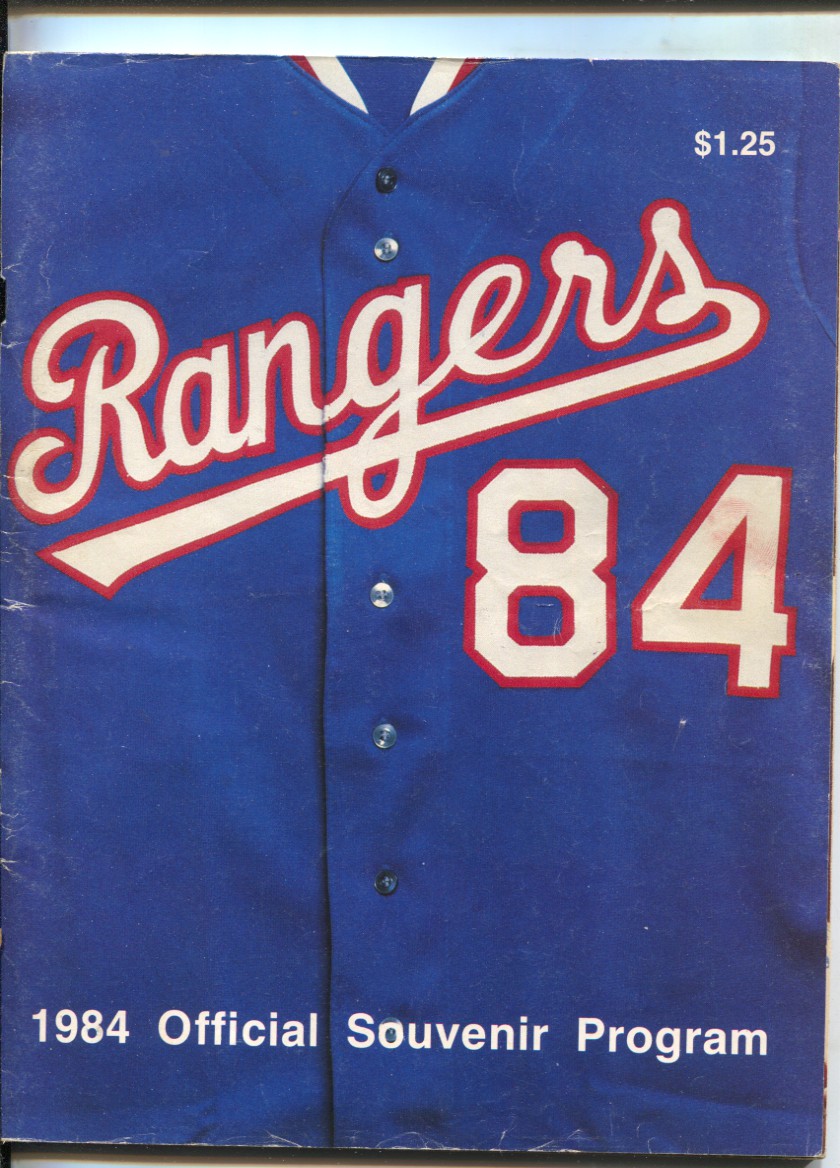 $1.25
Rangers
84
1984 Official Souvenir Program